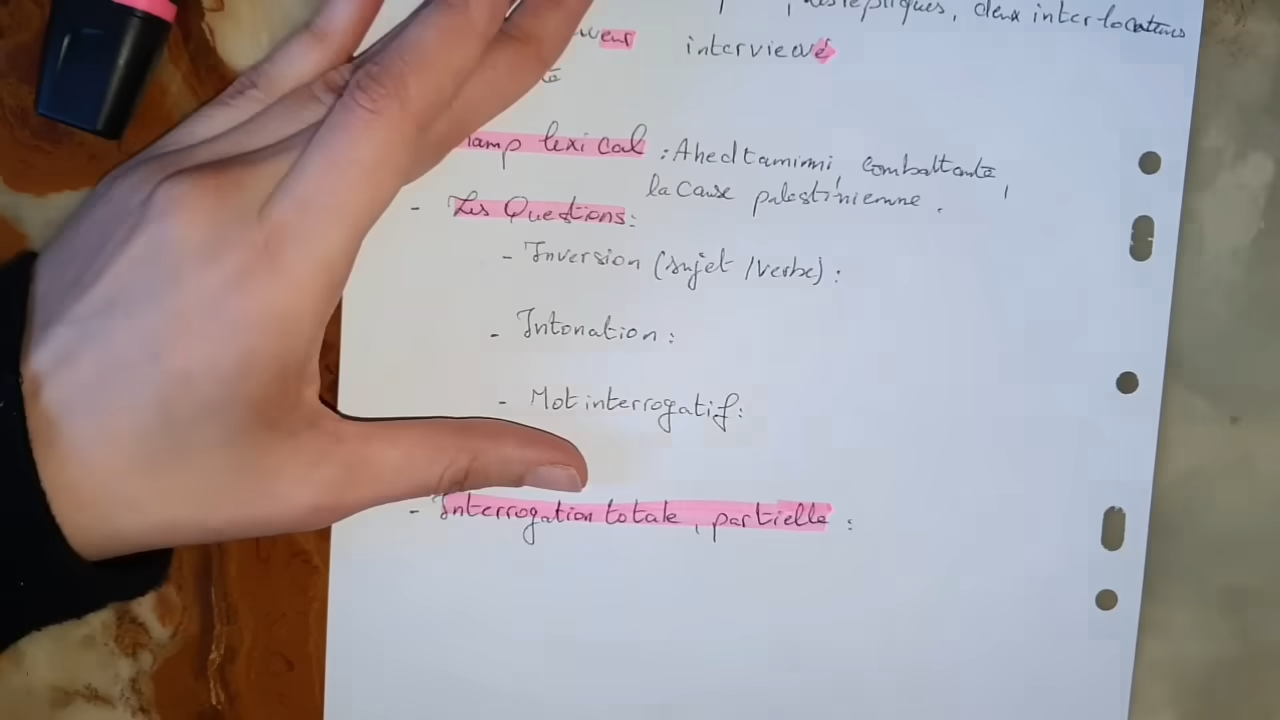 répliques, deux interlocuteurs
interviewé
lexical : Ahed tamimi, combattante,
la cause palestinienne.
- Les Questions:
- Inversion (sujet / verbe) :
- Intonation :
- Mot interrogatif:
- Interrogation totale, partielle :